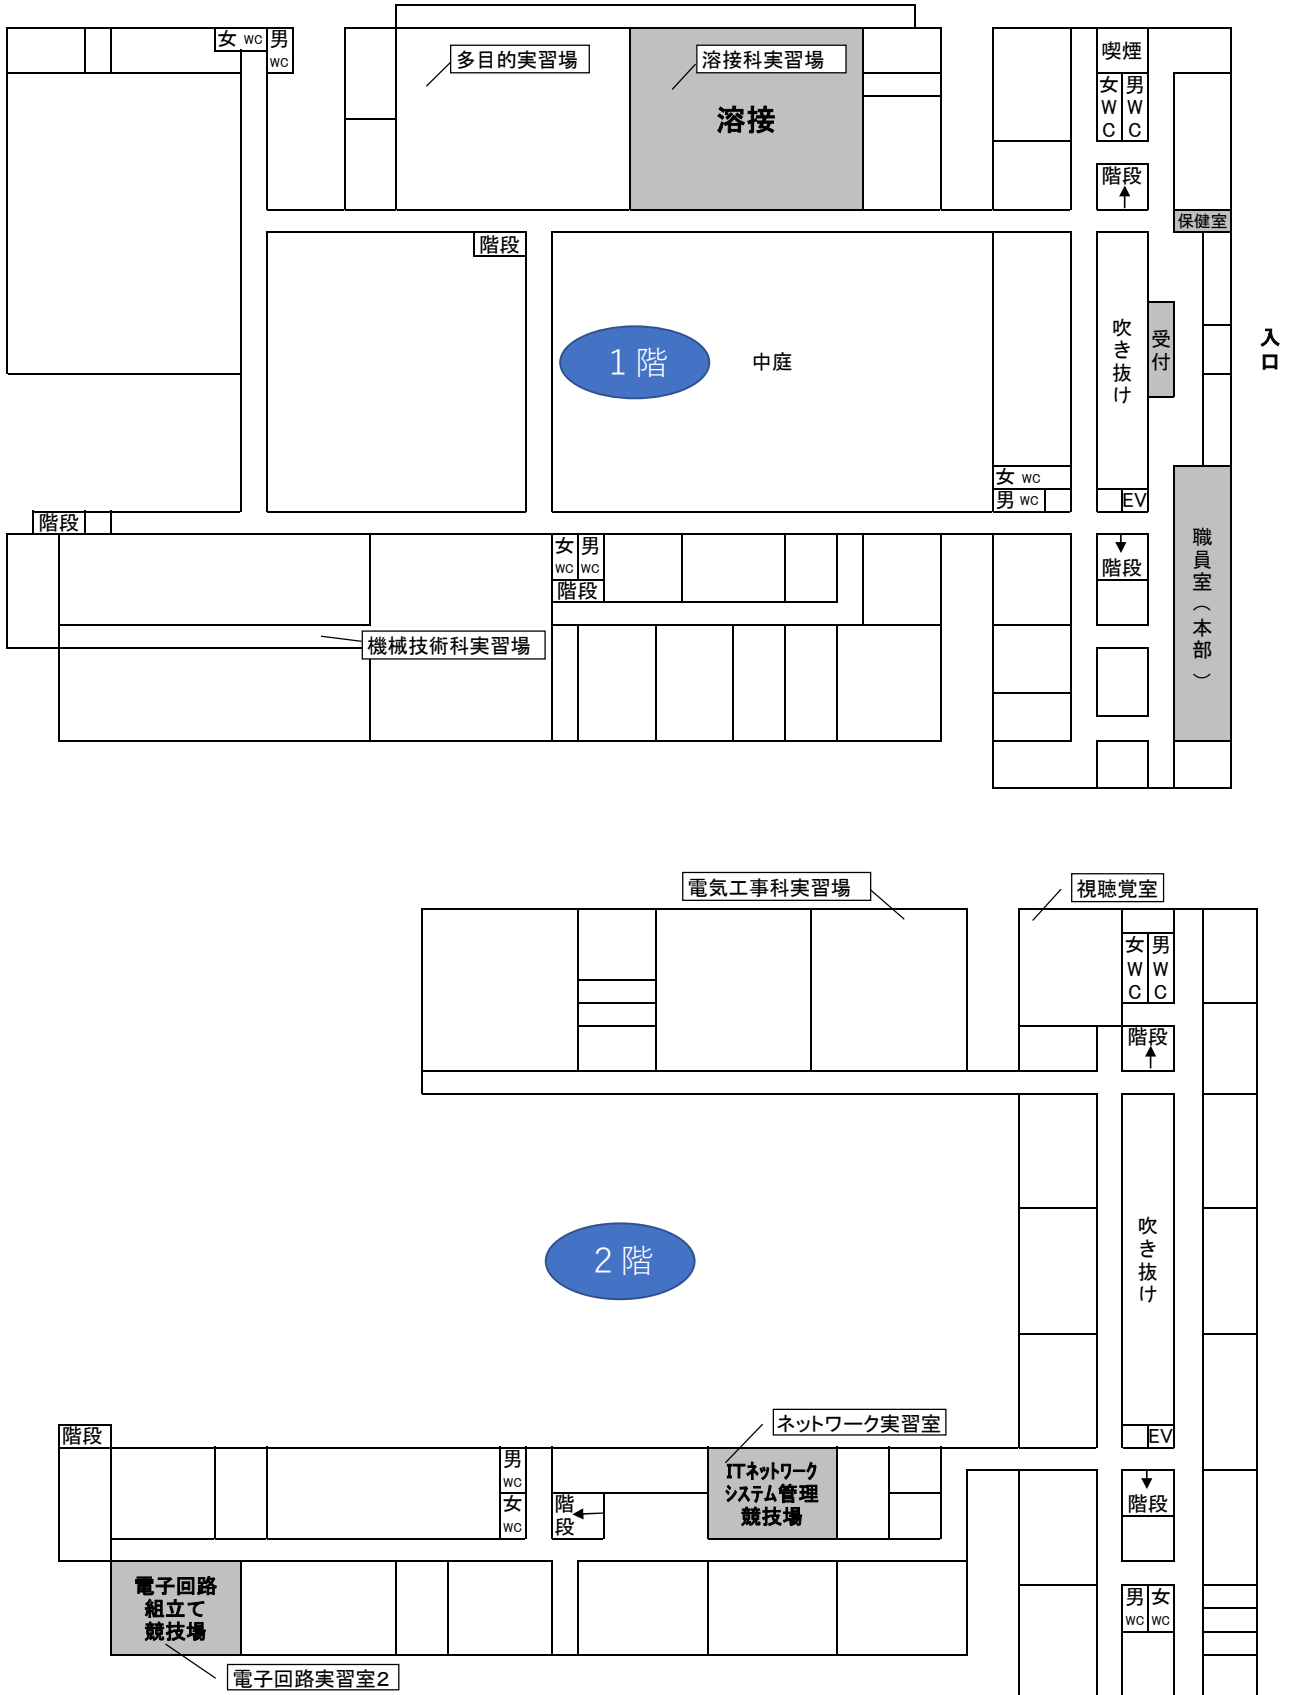 女 WC
男
WC
多目的実習場
溶接科実習場
溶接
喫煙
女
W
C
男
W
C
階段
保健室
階段
1階
中庭
吹
き
抜
け
受
付
入
口
女 WC
男 WC
EV
階段
女
WC
男
WC
階段
階段
職
員
室
（
本
部
）
機械技術科実習場
電気工事科実習場
視聴覚室
女
W
C
男
W
C
階段
吹
き
抜
け
2階
階段
ネットワーク実習室
EV
男
WC
女
WC
階
段
ITネットワーク
システム管理
競技場
階段
電子回路
組立て
競技場
男
WC
女
WC
電子回路実習室2